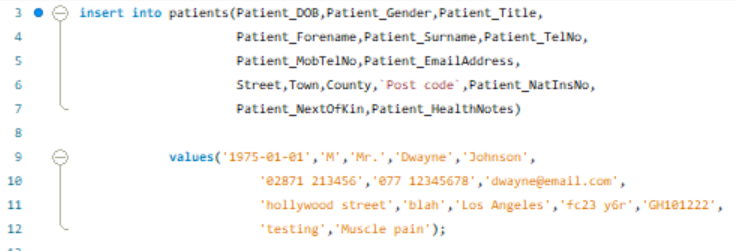 3 insert into patients(Patient_DOB,Patient_Gender,Patient_Title,
4 Patient_Forename,Patient_Surname,Patient_TelNo,
5 Patient_MobTelNo,Patient_EmailAddress,
6 Street,Town,County,`Post code`,Patient_NatInsNo,
7 Patient_NextOfKin,Patient_HealthNotes)
8
9 values('1975-01-01','M','Mr.','Dwayne','Johnson',
10 '02871 213456','077 12345678','dwayne@email.com',
11 'hollywood street','blah','Los Angeles','fc23 y6r','GH101222',
12 'testing','Muscle pain');